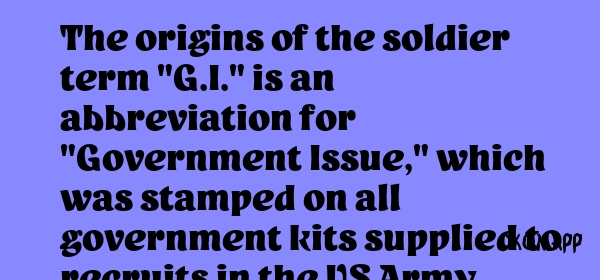 The origins of the soldier
term "G.I." is an
abbreviation for
"Government Issue," which
was stamped on all
government kits supplied to
recruits in the US Army